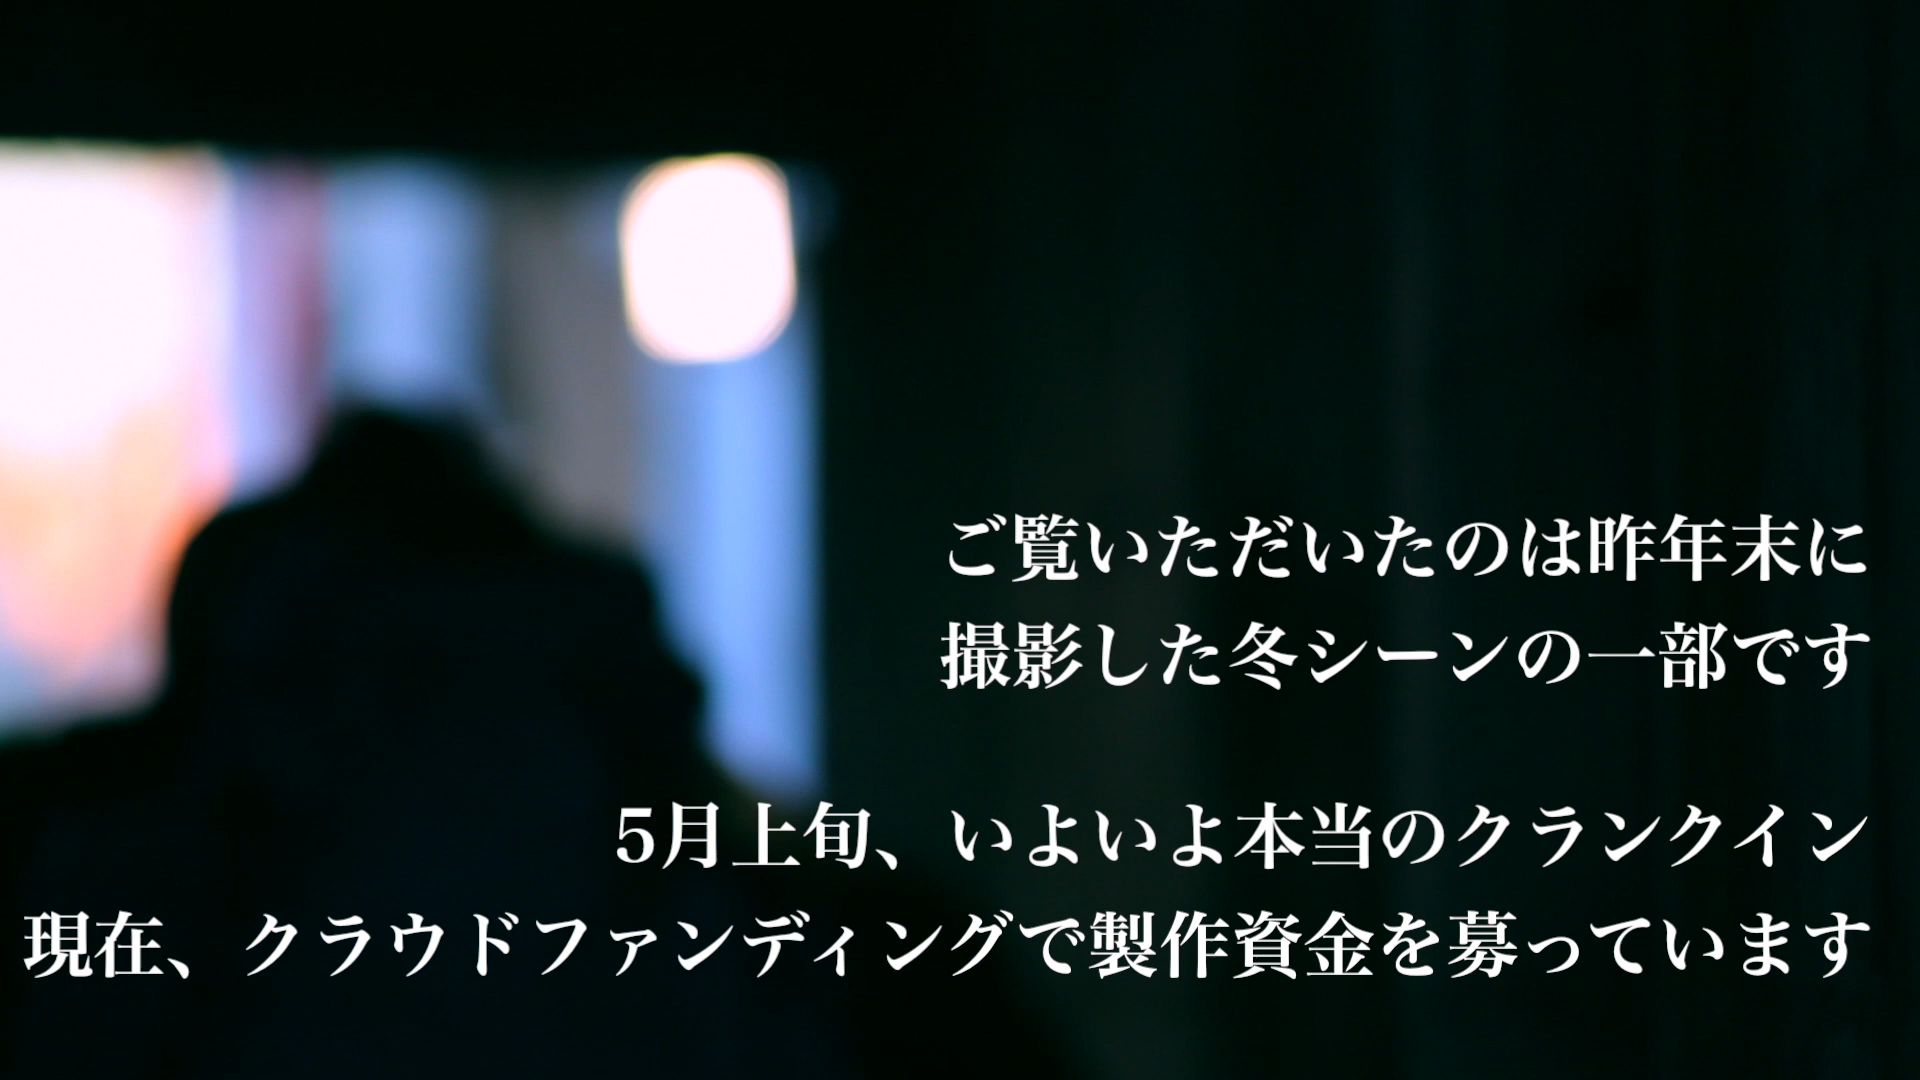 ご覧いただいたのは昨年末に
撮影した冬シーンの一部です
5月上旬、いよいよ本当のクランクイン
現在、クラウドファンディングで製作資金を募っています